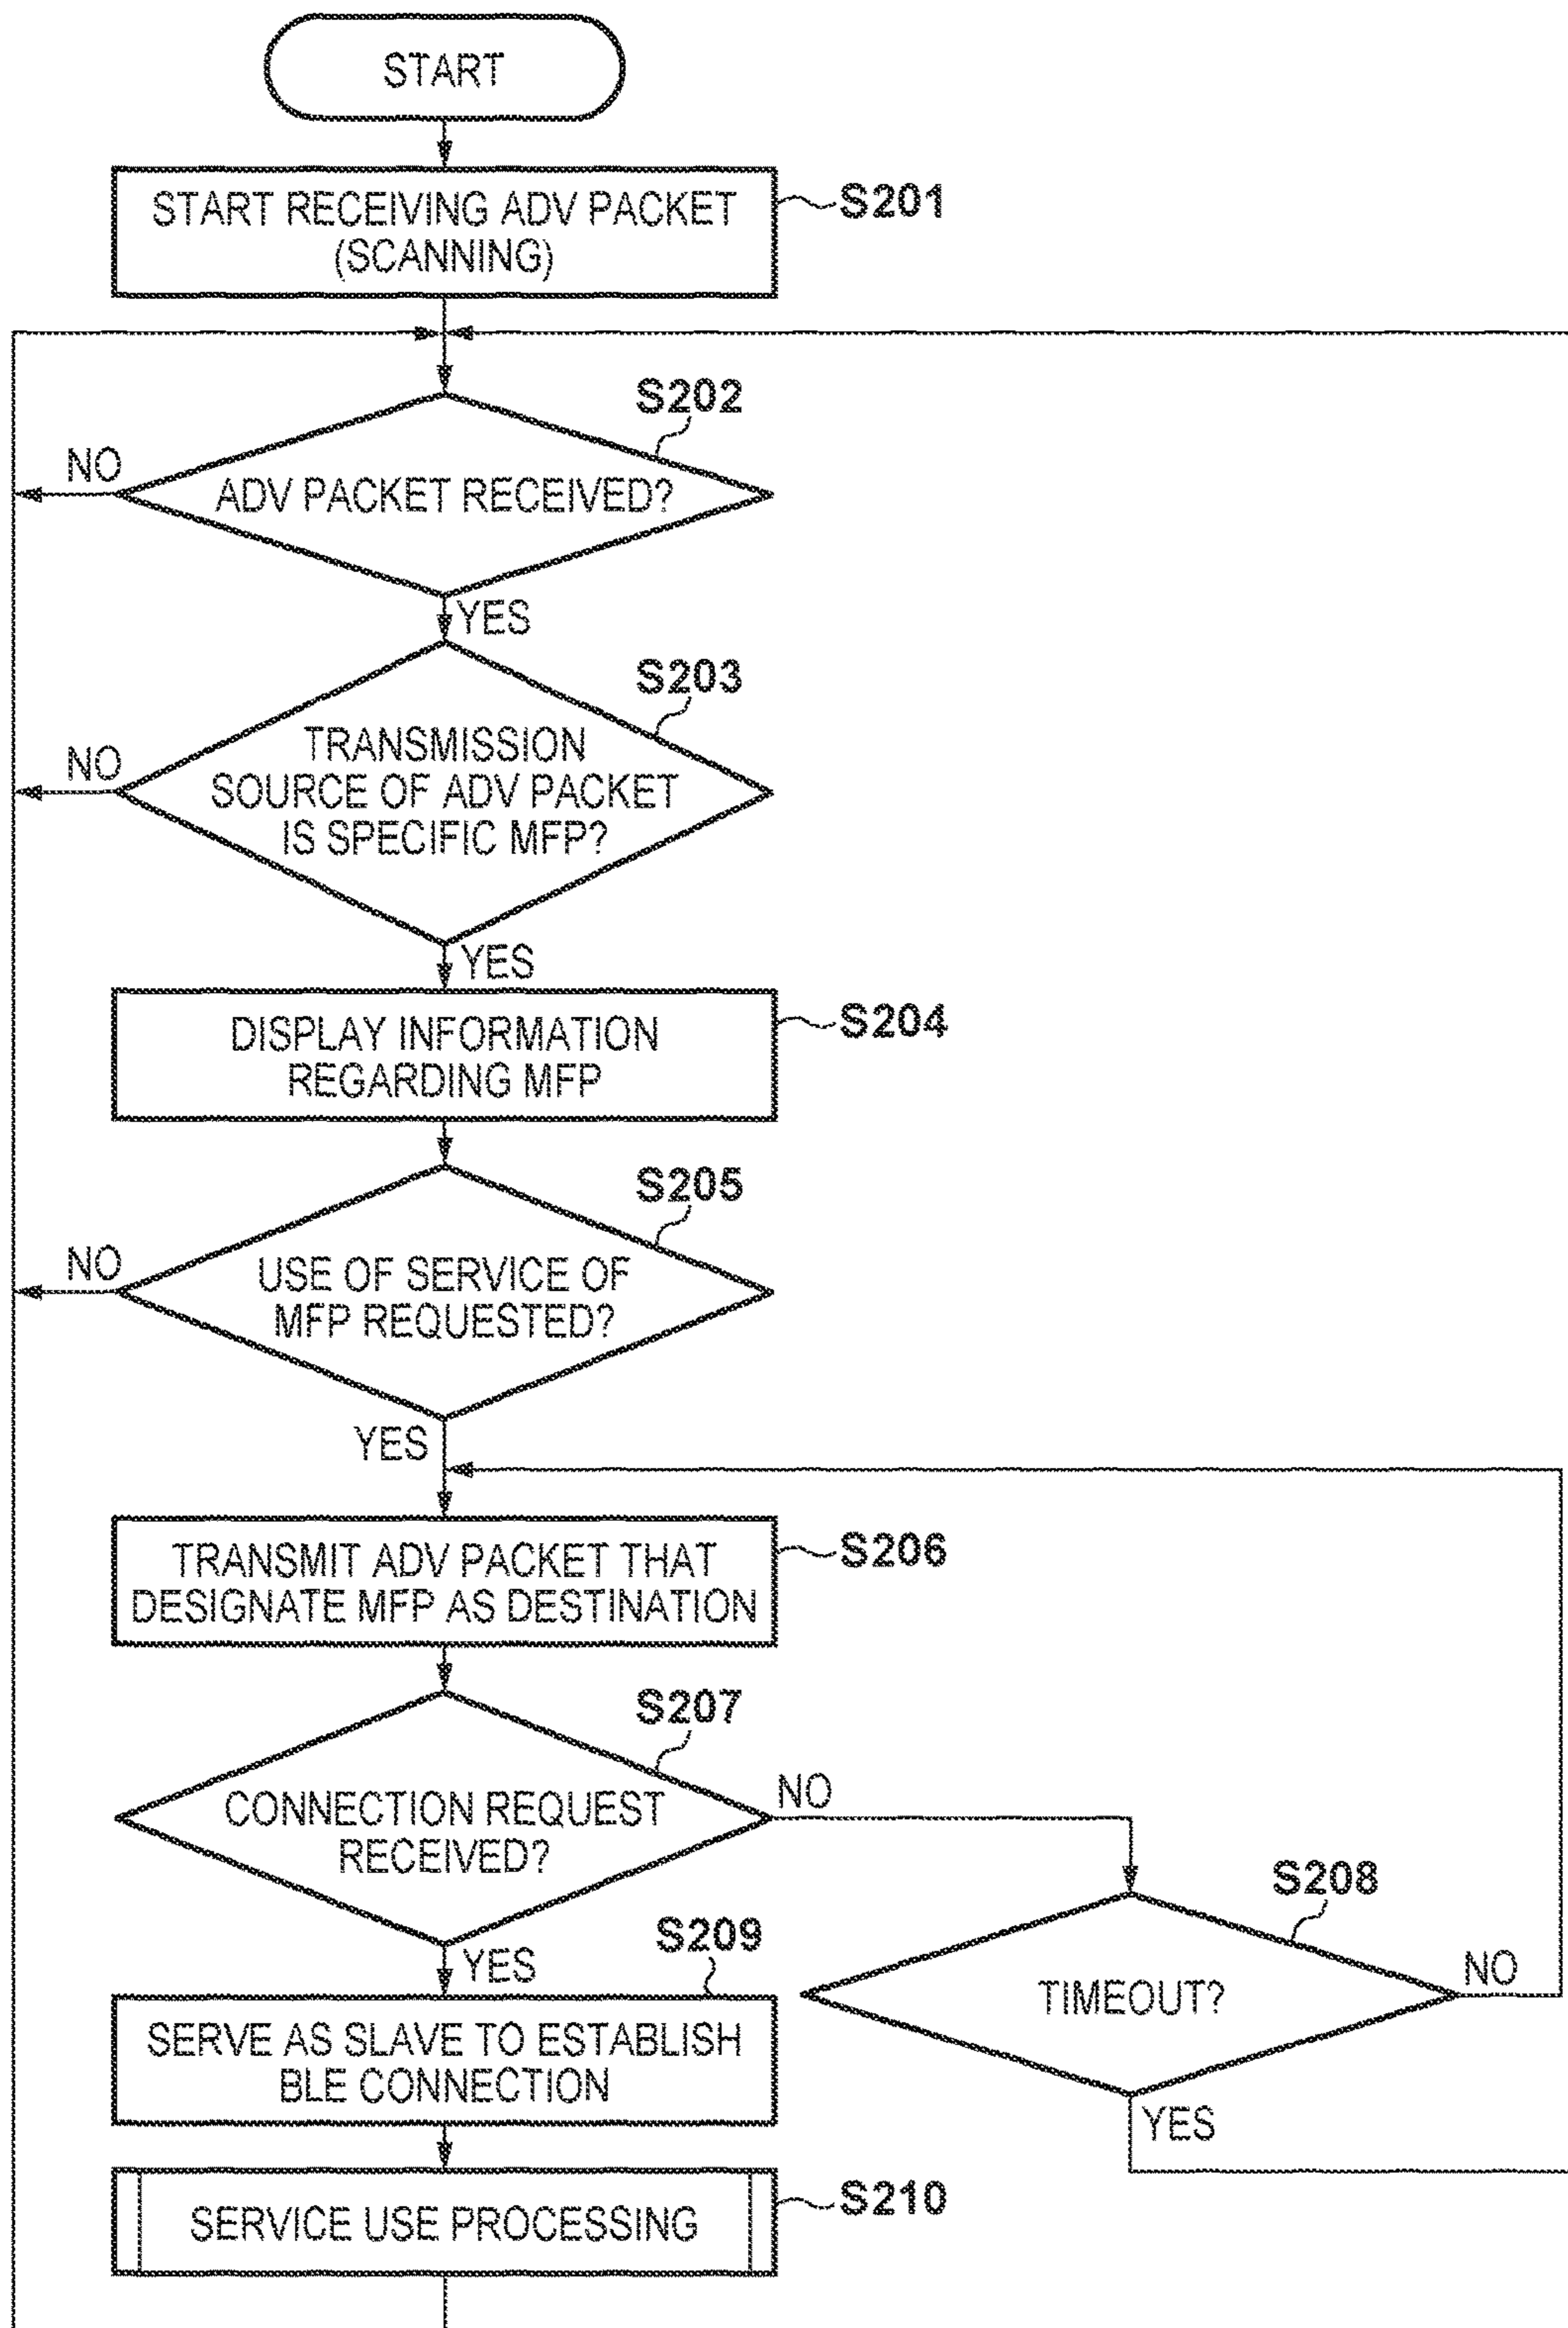 START
START RECEIVING ADV PACKET
(SCANNING)
S201
S202
NO
ADV PACKET RECEIVED?
YES
S203
NO
TRANSMISSION
SOURCE OF ADV PACKET
IS SPECIFIC MFP?
YES
DISPLAY INFORMATION
REGARDING MFP
S204
S205
NO
USE OF SERVICE OF
MFP REQUESTED?
YES
TRANSMIT ADV PACKET THAT
DESIGNATE MFP AS DESTINATION
S206
S207
CONNECTION REQUEST
RECEIVED?
NO
YES
S208
TIMEOUT?
NO
YES
S209
SERVE AS SLAVE TO ESTABLISH
BLE CONNECTION
SERVICE USE PROCESSING
S210